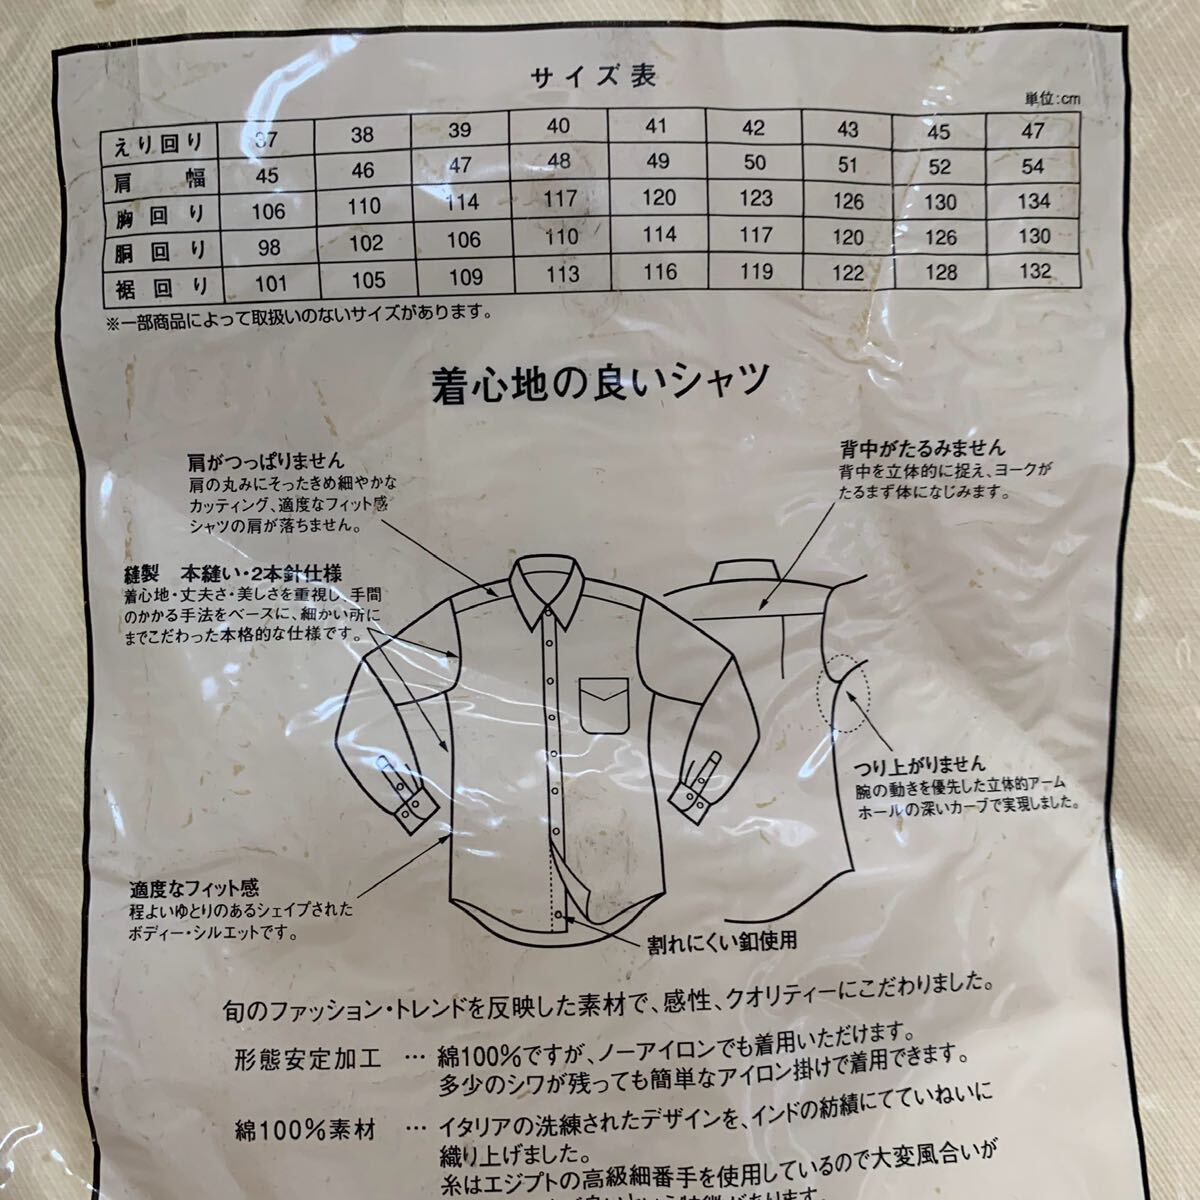 サイズ表
単位:cm
えり回り 37 38 39 40 41 42 43 45 47
肩幅 45 46 47 48 49 50 51 52 54
胸回り 106 110 114 117 120 123 126 130 134
胴回り 98 102 106 110 114 117 120 126 130
裾回り 101 105 109 113 116 119 122 128 132
※一部商品によって取扱いのないサイズがあります。
着心地の良いシャツ
肩がつっぱりません
肩の丸みにそったきめ細やかな
カッティング、適度なフィット感
シャツの肩が落ちません。
背中がたるみません
背中を立体的に捉え、ヨークが
たるまず体になじみます。
縫製 本縫い・2本針仕様
着心地・丈夫さ・美しさを重視し、手間
のかかる手法をベースに、細かい所に
までこだわった本格的な仕様です。
つり上がりません
腕の動きを優先した立体的アーム
ホールの深いカーブで実現しました。
適度なフィット感
程よいゆとりのあるシェイプされた
ボディー・シルエットです。
割れにくい釦使用
旬のファッション・トレンドを反映した素材で、感性、クオリティーにこだわりました。
形態安定加工 … 綿100%ですが、ノーアイロンでも着用いただけます。
多少のシワが残っても簡単なアイロン掛けで着用できます。
綿100%素材 … イタリアの洗練されたデザインを、インドの紡績にてていねいに
織り上げました。
糸はエジプトの高級細番手を使用しているので大変風合いが